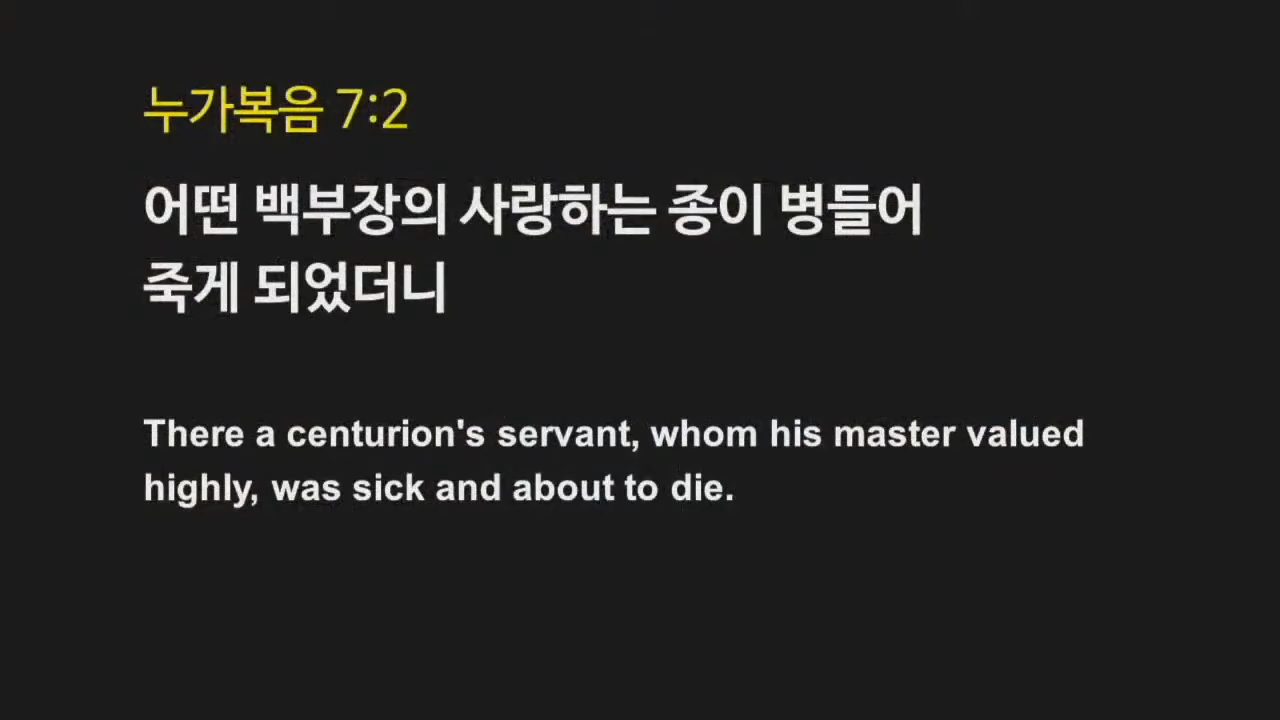 누가복음 7:2
어떤 백부장의 사랑하는 종이 병들어
죽게 되었더니
There a centurion's servant, whom his master valued
highly, was sick and about to die.